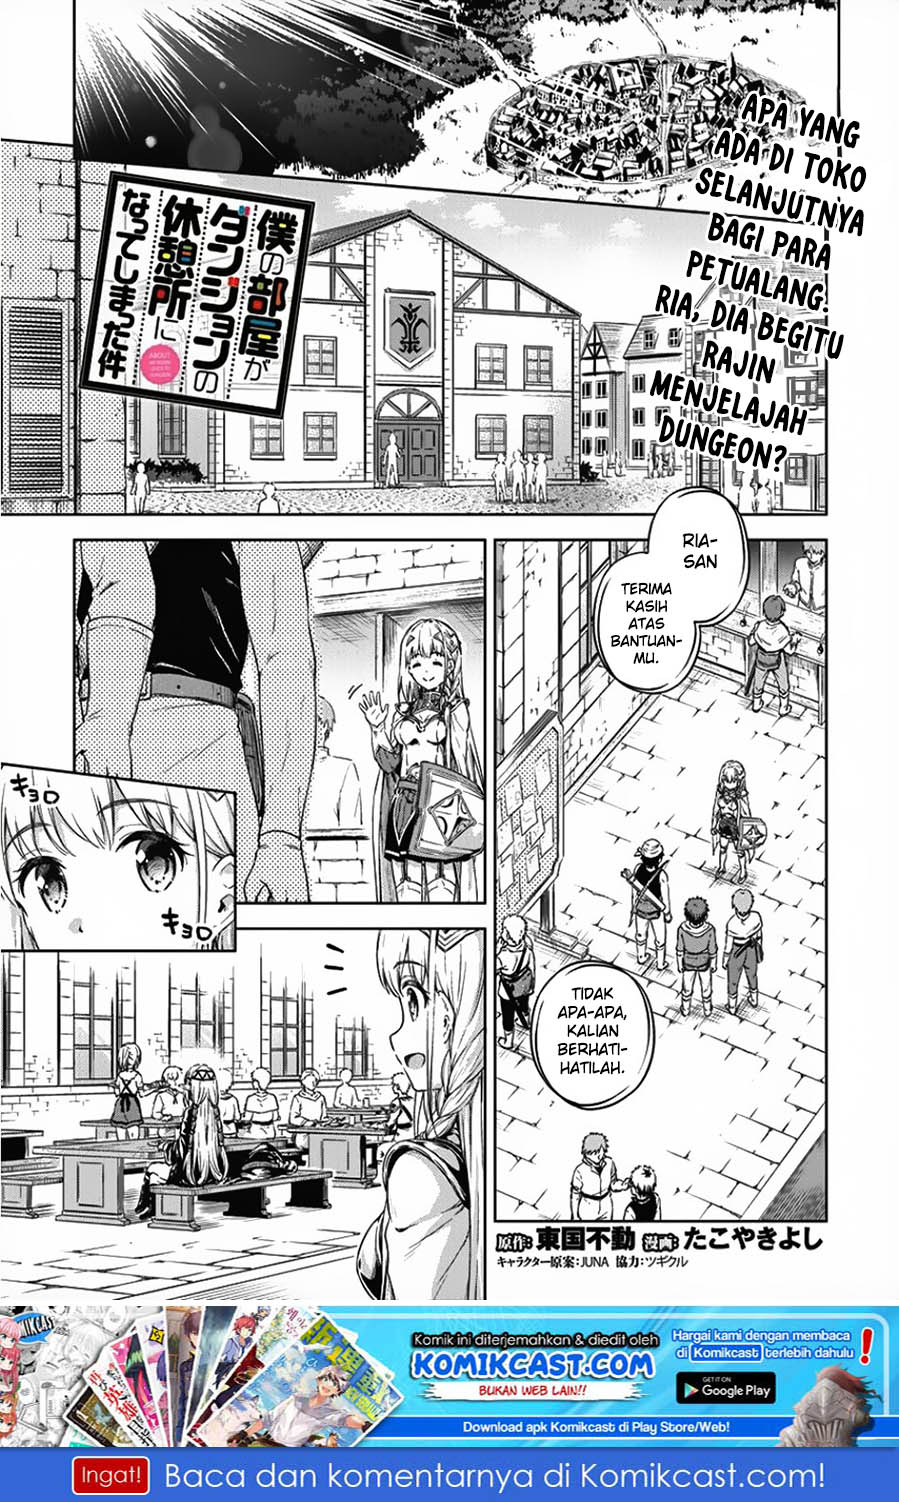 APA YANG
ADA DI TOKO
SELANJUTNYA
BAGI PARA
PETUALANG!
RIA, DIA BEGITU
RAJIN
MENJELAJAH
'DUNGEON?
僕の部屋が
ダンジョンの
休憩所に
なってしまった件
RIA-
SAN
TERIMA
KASIH
ATAS
BANTUAN-
MU.
キョロ
キョロ
TIDAK
APA-APA,
KALIAN
BERHATI-
HATILAH.
原作:東国不動 漫画:たこやきよし
キャラクター原案:JUNA 協力:ツギクル
Komik ini diterjemahkan & diedit oleh
KOMIKCAST.COM
BUKAN WEB LAIN!!
Hargai kami dengan membaca
di Komikcast terlebih dahulu !
GET IT ON
Google Play
Download apk Komikcast di Play Store/Web!
Ingat! Baca dan komentarnya di Komikcast.com!